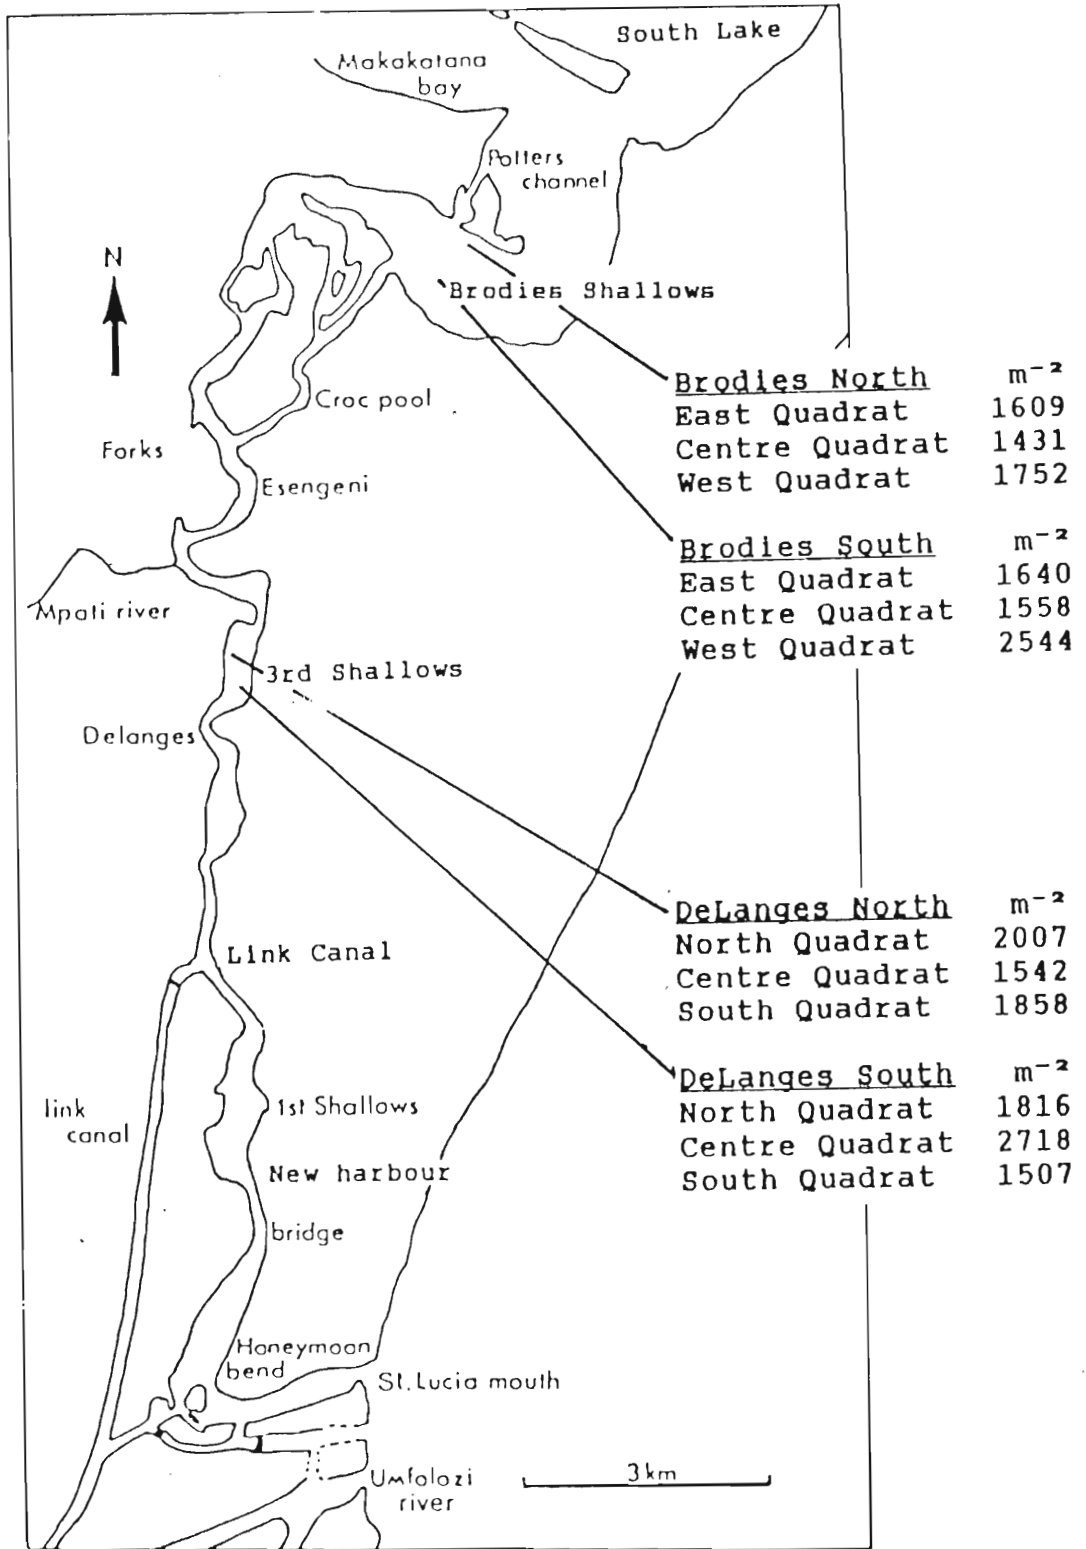 South Lake
Makakatana
bay
Potters
channel
N
Brodies Shallows
Brodies North m⁻²
East Quadrat 1609
Centre Quadrat 1431
West Quadrat 1752
Croc pool
Forks
Esengeni
Brodies South m⁻²
East Quadrat 1640
Centre Quadrat 1558
West Quadrat 2544
Mpati river
3rd Shallows
Delanges
DeLanges North m⁻²
North Quadrat 2007
Centre Quadrat 1542
South Quadrat 1858
Link Canal
DeLanges South m⁻²
North Quadrat 1816
Centre Quadrat 2718
South Quadrat 1507
link
canal
1st Shallows
New harbour
bridge
Honeymoon
bend
St. Lucia mouth
Umfolozi
river
3km